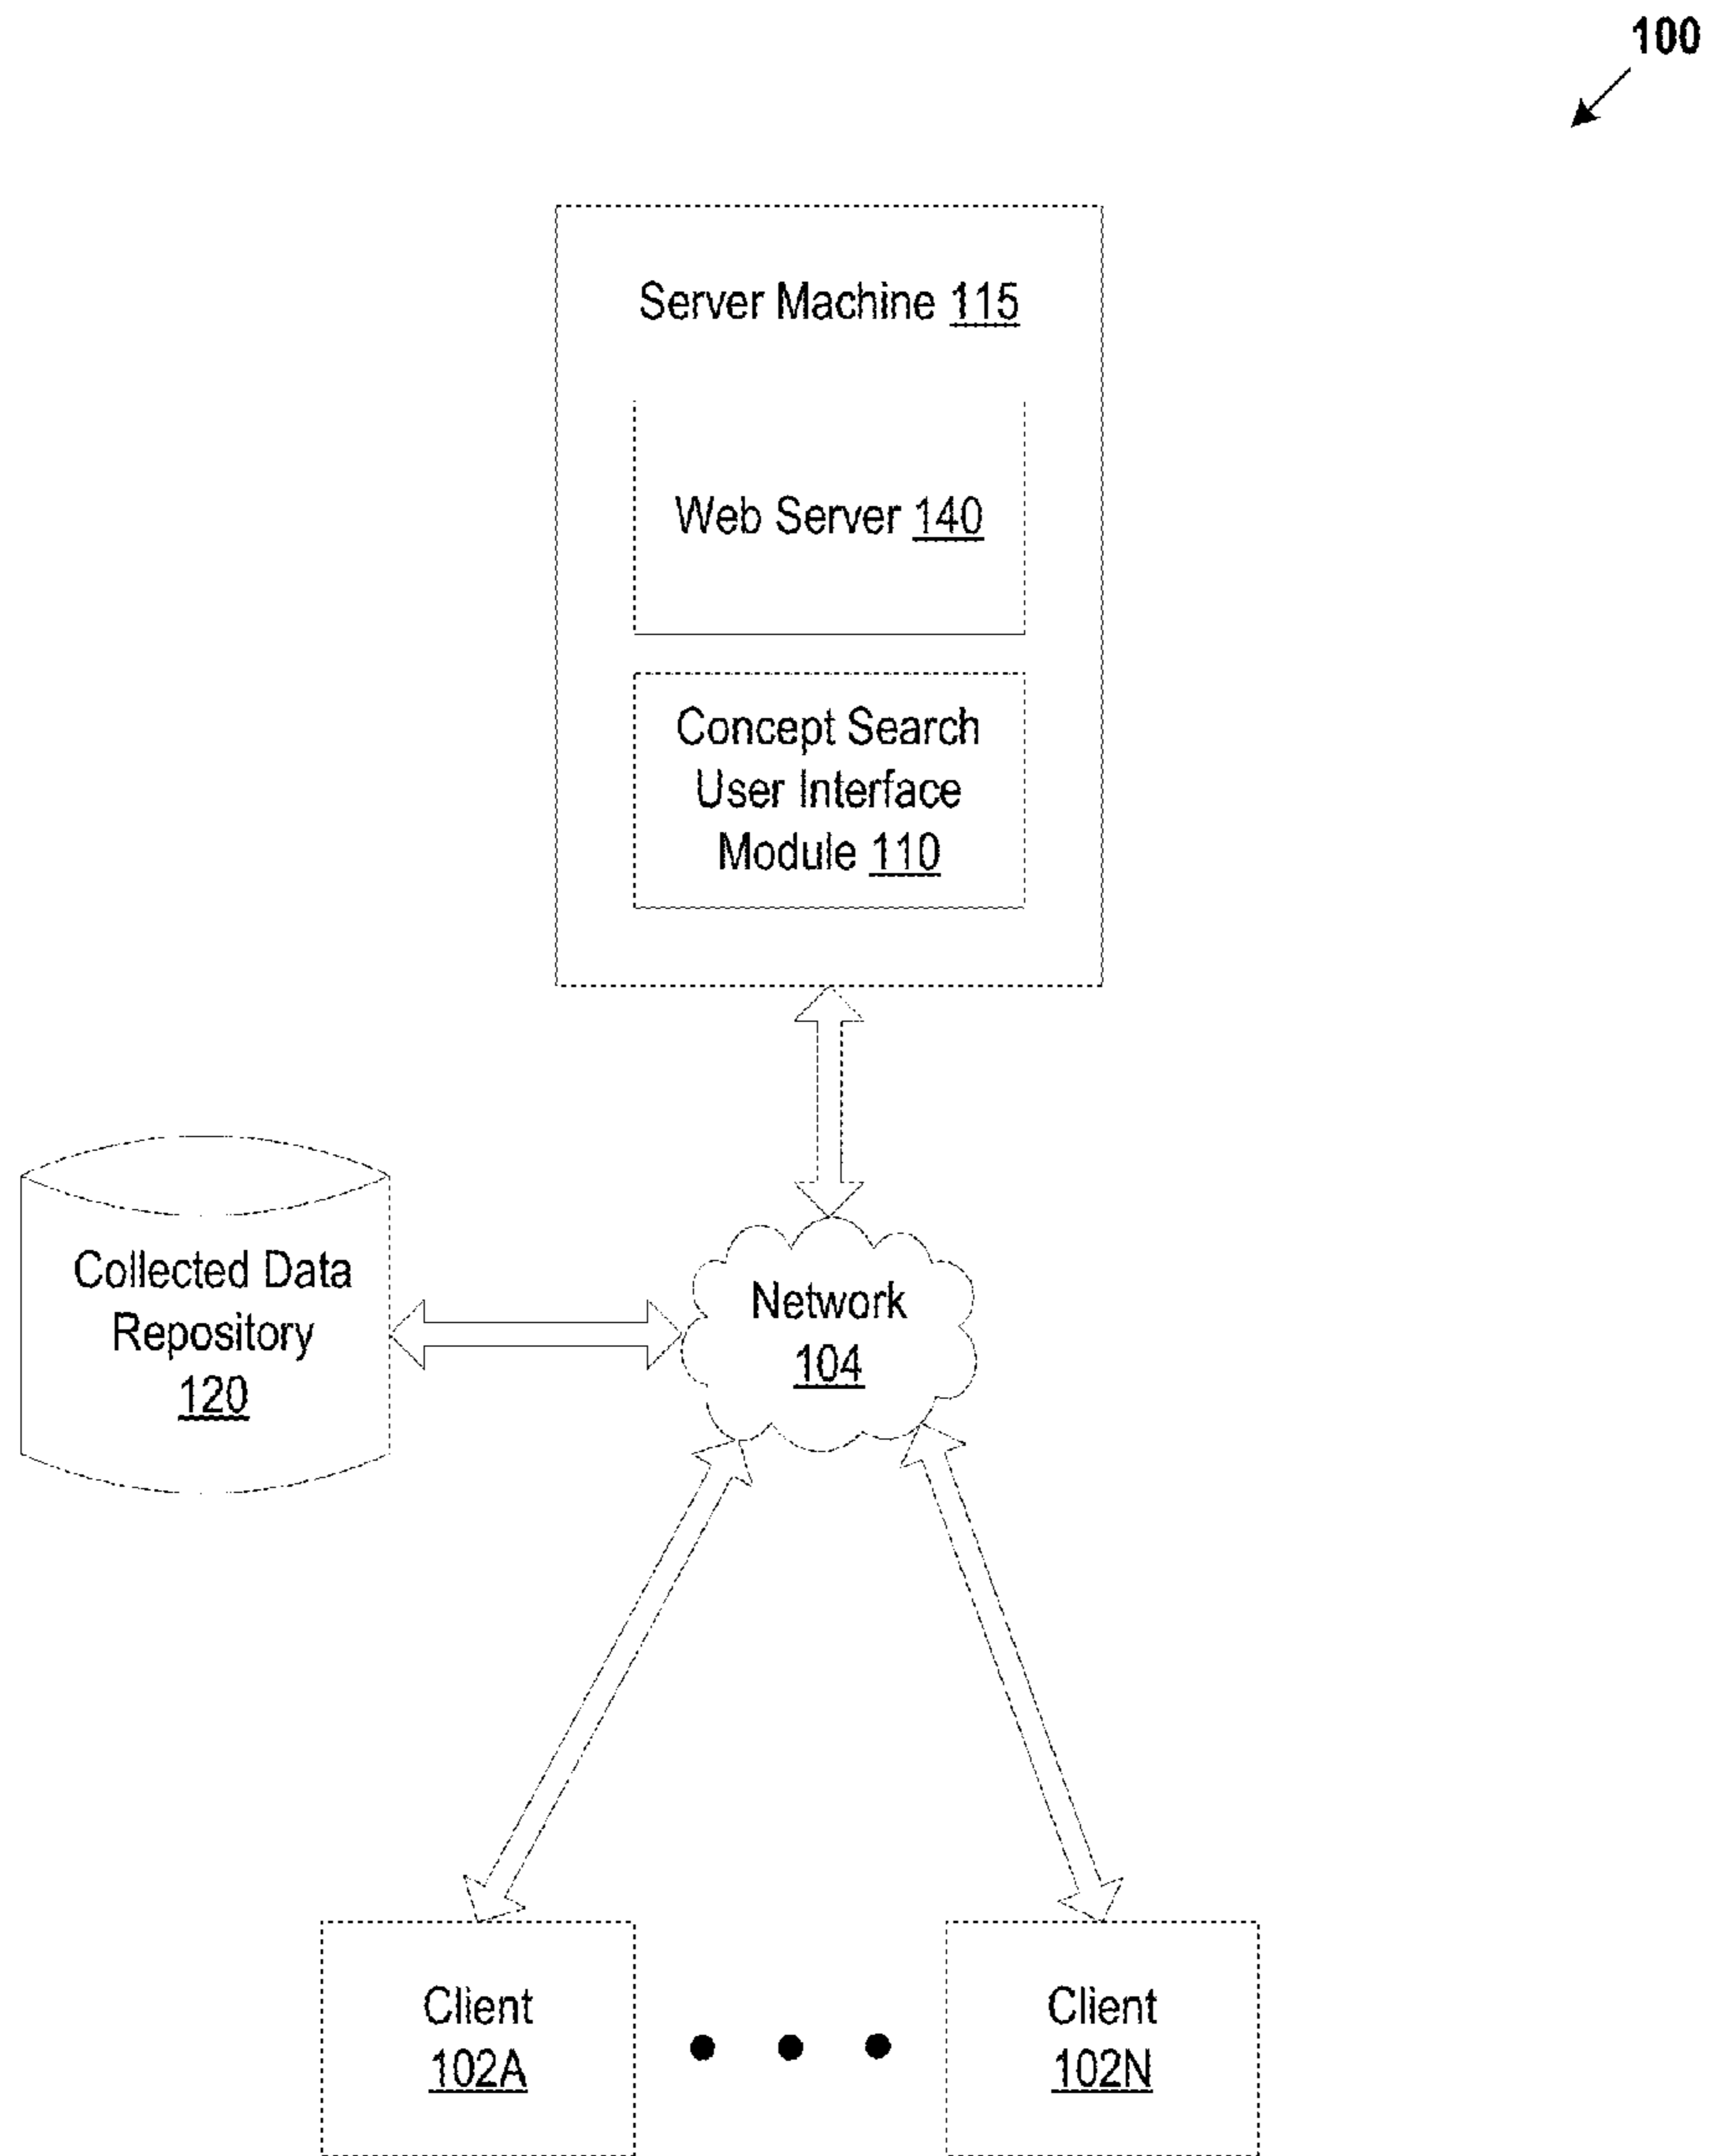 100
Server Machine 115
Web Server 140
Concept Search
User Interface
Module 110
Collected Data
Repository
120
Network
104
Client
102A
Client
102N